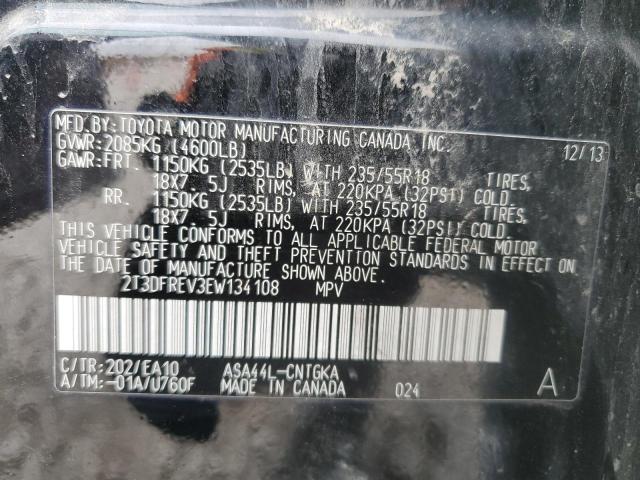 MFD.BY:TOYOTA MOTOR MANUFACTURING CANADA INC.
GVWR:2085KG (4600LB) 12/13
GAWR:FRT. 1150KG (2535LB) WITH 235/55R18 TIRES,
18X7. 5J RIMS, AT 220KPA (32PSI) COLD.
RR. 1150KG (2535LB) WITH 235/55R18 TIRES,
18X7. 5J RIMS, AT 220KPA (32PSI) COLD.
THIS VEHICLE CONFORMS TO ALL APPLICABLE FEDERAL MOTOR
VEHICLE SAFETY AND THEFT PREVENTION STANDARDS IN EFFECT ON
THE DATE OF MANUFACTURE SHOWN ABOVE.
2T3DFREV3EW134108 MPV
C/TR:202/EA10 ASA44L-CNTGKA
A/TM:-01A/U760F MADE IN CANADA 024 A